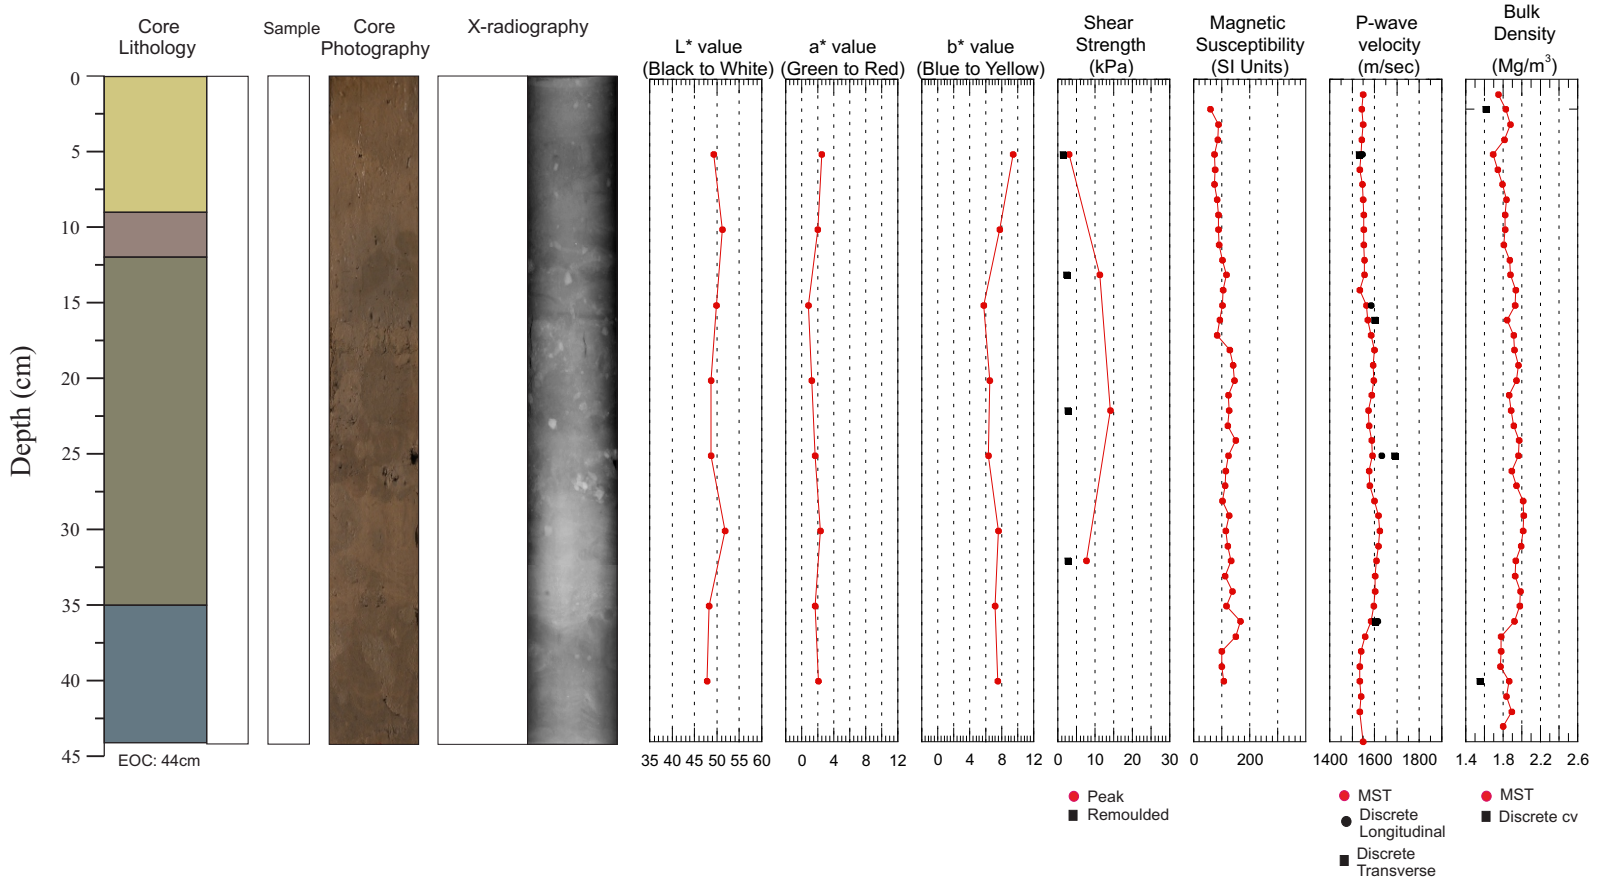 Core
Lithology
Sample
Core
Photography
X-radiography
L* value
(Black to White)
a* value
(Green to Red)
b* value
(Blue to Yellow)
Shear
Strength
(kPa)
Magnetic
Susceptibility
(SI Units)
P-wave
velocity
(m/sec)
Bulk
Density
(Mg/m³)
Depth (cm)
0
5
10
15
20
25
30
35
40
45
EOC: 44cm
35 40 45 50 55 60
0 4 8 12
0 4 8 12
0 10 20 30
0 200
1400 1600 1800
1.4 1.8 2.2 2.6
Peak
Remoulded
MST
Discrete
Longitudinal
Discrete
Transverse
MST
Discrete cv